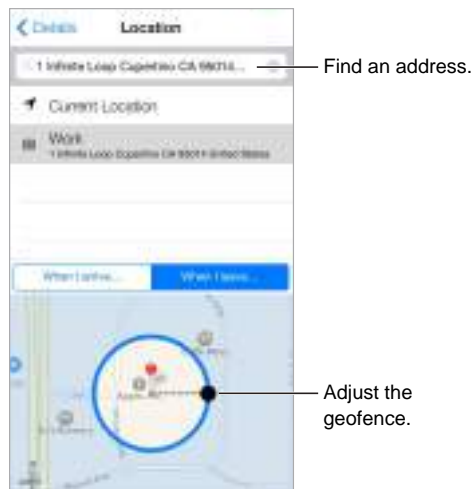 Details
Location
1 Infinite Loop Cupertino CA 95014...
Find an address.
Current Location
Work
1 Infinite Loop Cupertino CA 95014 United States
When I arrive...
When I leave...
Adjust the
geofence.